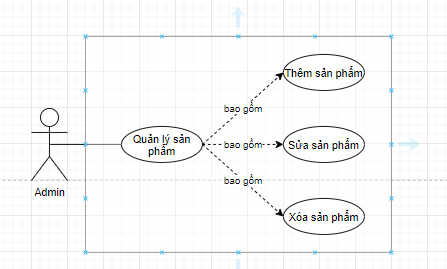 Thêm sản phẩm
bao gồm
Quản lý sản
phẩm
bao gồm
Sửa sản phẩm
bao gồm
Admin
Xóa sản phẩm